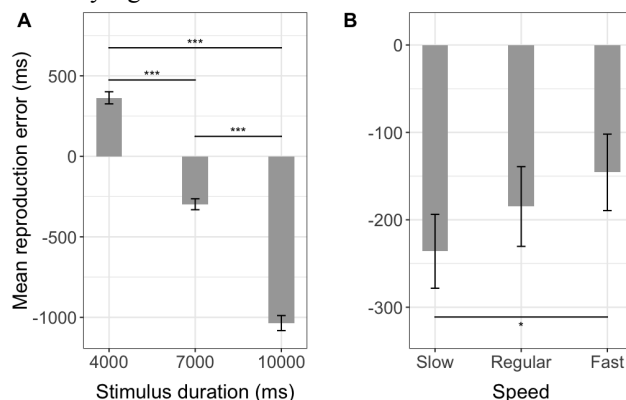 A
B
Mean reproduction error (ms)
500
0
-500
-1000
***
***
***
4000 7000 10000
Stimulus duration (ms)
0
-100
-200
-300
*
Slow Regular Fast
Speed